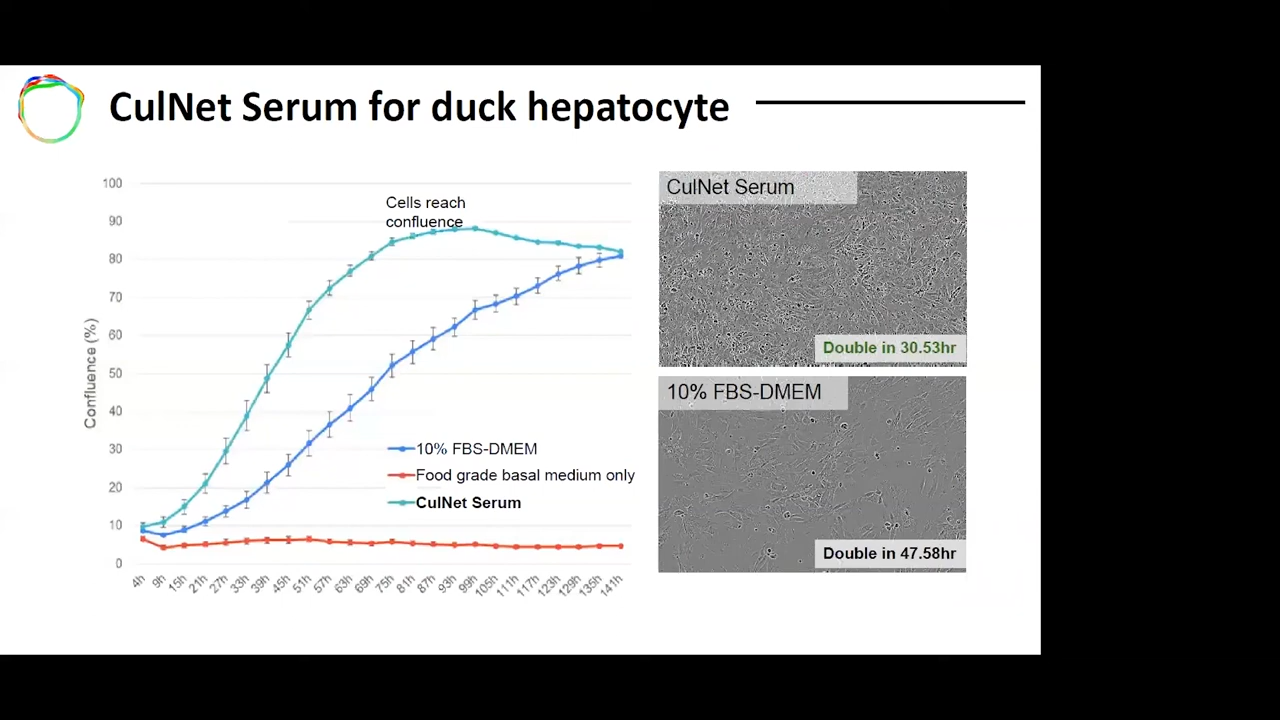 CulNet Serum for duck hepatocyte
Cells reach
confluence
Confluence (%)
100
90
80
70
60
50
40
30
20
10
0
4h
9h
15h
21h
27h
33h
39h
45h
51h
57h
63h
69h
75h
81h
87h
93h
99h
105h
111h
117h
123h
129h
135h
141h
10% FBS-DMEM
Food grade basal medium only
CulNet Serum
CulNet Serum
Double in 30.53hr
10% FBS-DMEM
Double in 47.58hr